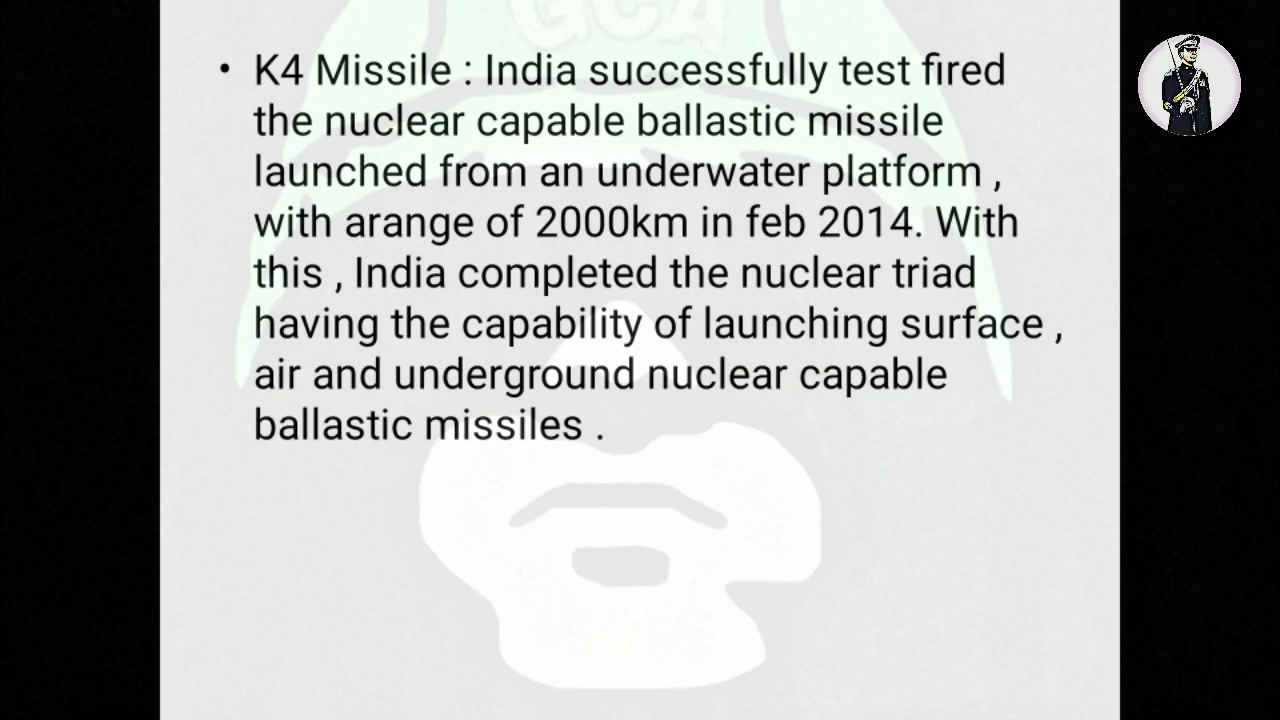 GCA
• K4 Missile : India successfully test fired
the nuclear capable ballastic missile
launched from an underwater platform ,
with arange of 2000km in feb 2014. With
this , India completed the nuclear triad
having the capability of launching surface ,
air and underground nuclear capable
ballastic missiles .